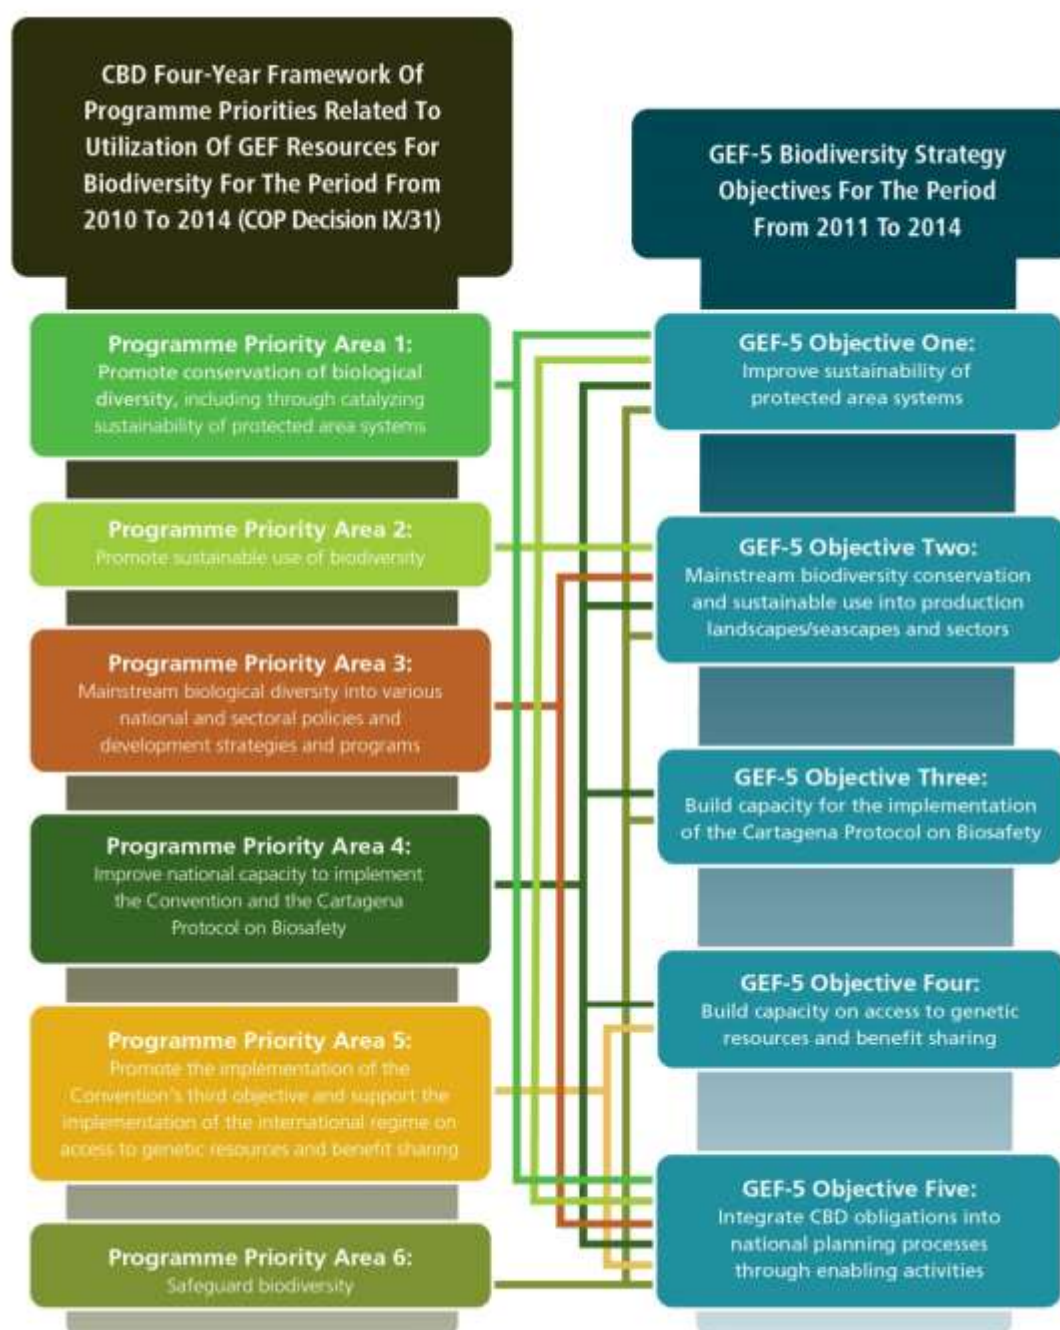 CBD Four-Year Framework Of
Programme Priorities Related To
Utilization Of GEF Resources For
Biodiversity For The Period From
2010 To 2014 (COP Decision IX/31)
Programme Priority Area 1:
Promote conservation of biological
diversity, including through catalyzing
sustainability of protected area systems
Programme Priority Area 2:
Promote sustainable use of biodiversity
Programme Priority Area 3:
Mainstream biological diversity into various
national and sectoral policies and
development strategies and programs
Programme Priority Area 4:
Improve national capacity to implement
the Convention and the Cartagena
Protocol on Biosafety
Programme Priority Area 5:
Promote the implementation of the
Convention's third objective and support the
implementation of the international regime on
access to genetic resources and benefit sharing
Programme Priority Area 6:
Safeguard biodiversity
GEF-5 Biodiversity Strategy
Objectives For The Period
From 2011 To 2014
GEF-5 Objective One:
Improve sustainability of
protected area systems
GEF-5 Objective Two:
Mainstream biodiversity conservation
and sustainable use into production
landscapes/seascapes and sectors
GEF-5 Objective Three:
Build capacity for the implementation
of the Cartagena Protocol on Biosafety
GEF-5 Objective Four:
Build capacity on access to genetic
resources and benefit sharing
GEF-5 Objective Five:
Integrate CBD obligations into
national planning processes
through enabling activities